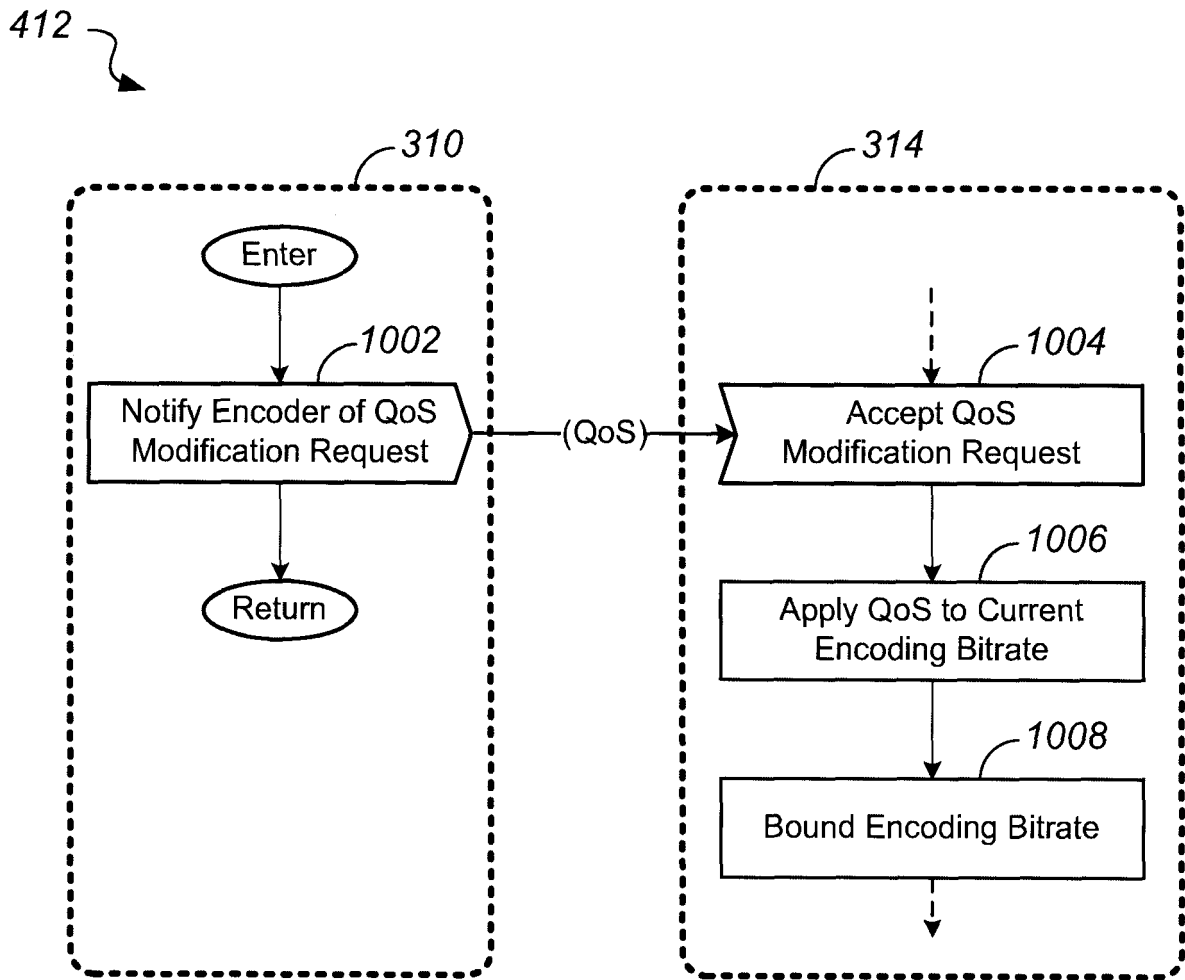 412
310
314
Enter
1002
1004
Notify Encoder of QoS
Modification Request
(QoS)
Accept QoS
Modification Request
1006
Return
Apply QoS to Current
Encoding Bitrate
1008
Bound Encoding Bitrate